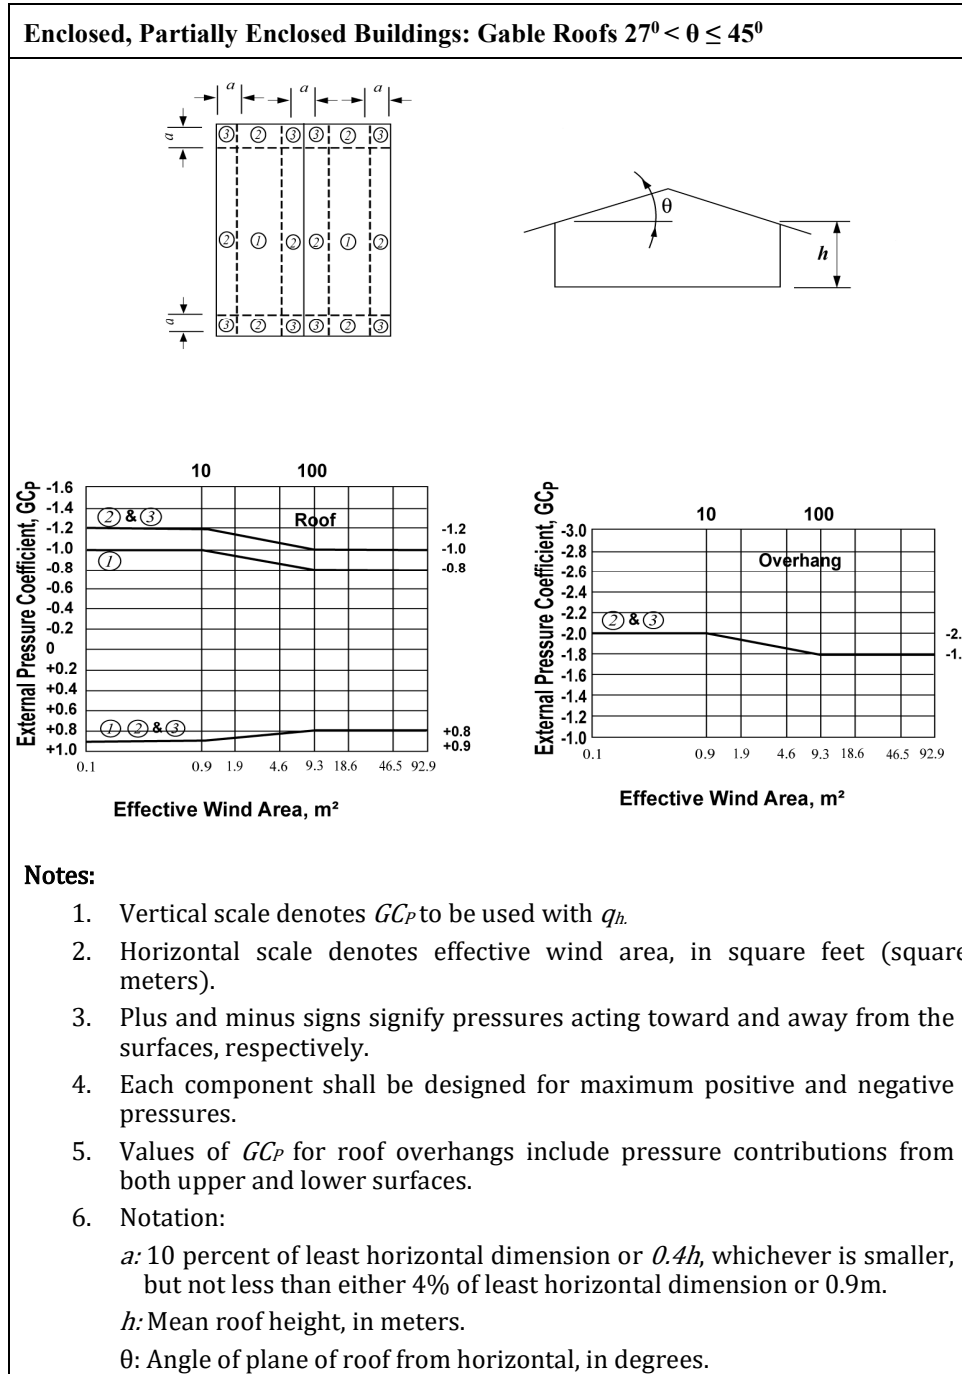 Enclosed, Partially Enclosed Buildings: Gable Roofs 27⁰ < θ ≤ 45⁰
a a a
a
3 2 3 3 2 3
2 1 2 2 1 2
a
3 2 3 3 2 3
θ
h
10 100
External Pressure Coefficient, GCP
-1.6
-1.4
-1.2
-1.0
-0.8
-0.6
-0.4
-0.2
0
+0.2
+0.4
+0.6
+0.8
+1.0
② & ③
①
Roof
① ② & ③
-1.2
-1.0
-0.8
+0.8
+0.9
0.1 0.9 1.9 4.6 9.3 18.6 46.5 92.9
Effective Wind Area, m²
10 100
External Pressure Coefficient, GCP
-3.0
-2.8
-2.6
-2.4
-2.2
-2.0
-1.8
-1.6
-1.4
-1.2
-1.0
Overhang
② & ③
-2.
-1.
0.1 0.9 1.9 4.6 9.3 18.6 46.5 92.9
Effective Wind Area, m²
Notes:
1. Vertical scale denotes GCP to be used with qh.
2. Horizontal scale denotes effective wind area, in square feet (square
meters).
3. Plus and minus signs signify pressures acting toward and away from the
surfaces, respectively.
4. Each component shall be designed for maximum positive and negative
pressures.
5. Values of GCP for roof overhangs include pressure contributions from
both upper and lower surfaces.
6. Notation:
a: 10 percent of least horizontal dimension or 0.4h, whichever is smaller,
but not less than either 4% of least horizontal dimension or 0.9m.
h: Mean roof height, in meters.
θ: Angle of plane of roof from horizontal, in degrees.